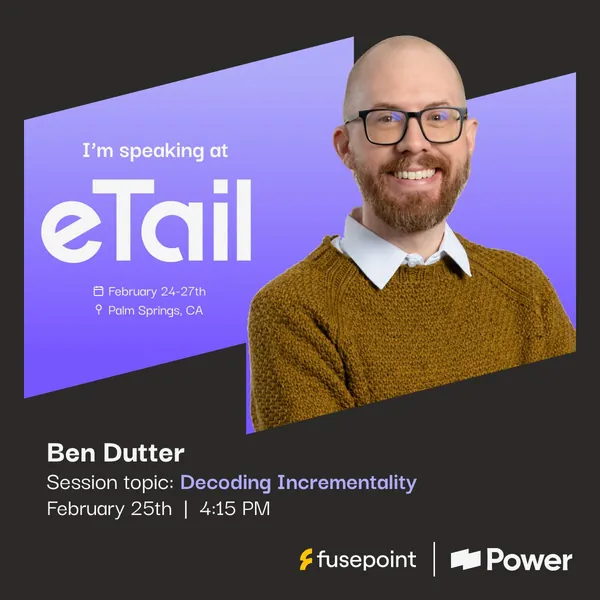 I'm speaking at
eTail
February 24-27th
Palm Springs, CA
Ben Dutter
Session topic: Decoding Incrementality
February 25th | 4:15 PM
fusepoint | Power